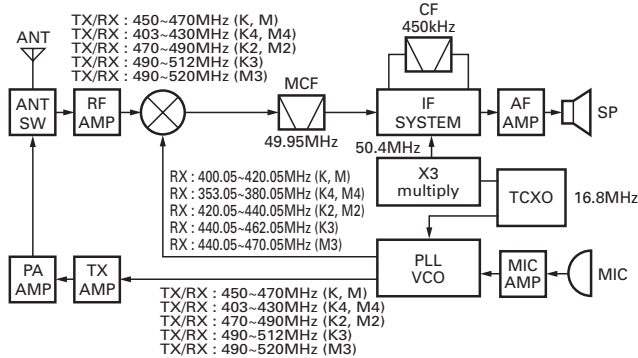 TX/RX : 450~470MHz (K, M)
TX/RX : 403~430MHz (K4, M4)
TX/RX : 470~490MHz (K2, M2)
TX/RX : 490~512MHz (K3)
TX/RX : 490~520MHz (M3)
ANT
CF
450kHz
MCF
ANT
SW
RF
AMP
IF
SYSTEM
AF
AMP
SP
49.95MHz
50.4MHz
X3
multiply
TCXO
16.8MHz
RX : 400.05~420.05MHz (K, M)
RX : 353.05~380.05MHz (K4, M4)
RX : 420.05~440.05MHz (K2, M2)
RX : 440.05~462.05MHz (K3)
RX : 440.05~470.05MHz (M3)
PA
AMP
TX
AMP
PLL
VCO
MIC
AMP
MIC
TX/RX : 450~470MHz (K, M)
TX/RX : 403~430MHz (K4, M4)
TX/RX : 470~490MHz (K2, M2)
TX/RX : 490~512MHz (K3)
TX/RX : 490~520MHz (M3)